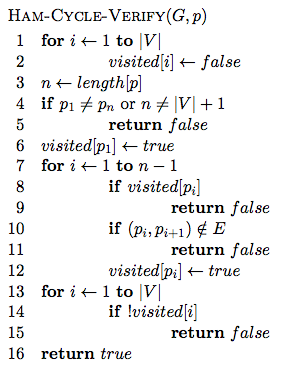 HAM-CYCLE-VERIFY(G, p)
1 for i ← 1 to |V|
2 visited[i] ← false
3 n ← length[p]
4 if p₁ ≠ pₙ or n ≠ |V| + 1
5 return false
6 visited[p₁] ← true
7 for i ← 1 to n − 1
8 if visited[pᵢ]
9 return false
10 if (pᵢ, pᵢ₊₁) ∉ E
11 return false
12 visited[pᵢ] ← true
13 for i ← 1 to |V|
14 if !visited[i]
15 return false
16 return true